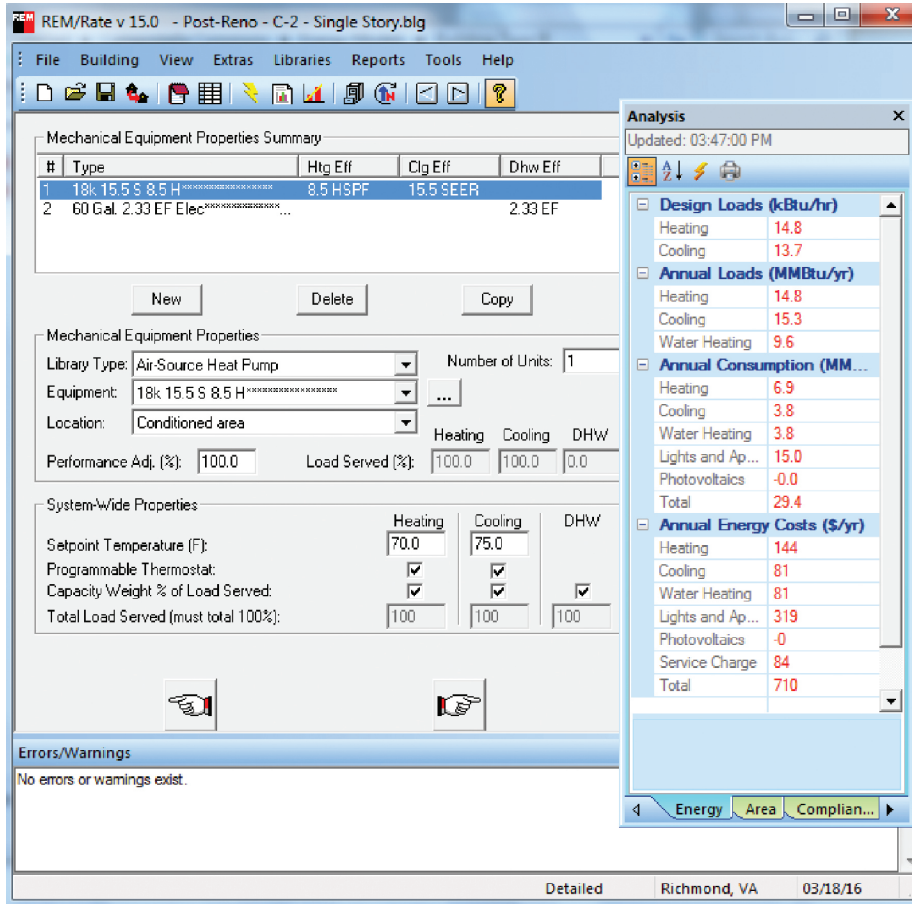 REM/Rate v 15.0 - Post-Reno - C-2 - Single Story.blg
File Building View Extras Libraries Reports Tools Help
Mechanical Equipment Properties Summary
# Type Htg Eff Clg Eff Dhw Eff
1 18k 15.5 S 8.5 H***************** 8.5 HSPF 15.5 SEER
2 60 Gal. 2.33 EF Elec**************... 2.33 EF
New Delete Copy
Mechanical Equipment Properties
Library Type: Air-Source Heat Pump Number of Units: 1
Equipment: 18k 15.5 S 8.5 H***************** ...
Location: Conditioned area
Heating Cooling DHW
Performance Adj. (%): 100.0 Load Served (%): 100.0 100.0 0.0
System-Wide Properties
Heating Cooling DHW
Setpoint Temperature (F): 70.0 75.0
Programmable Thermostat:
Capacity Weight % of Load Served:
Total Load Served (must total 100%): 100 100 100
Errors/Warnings
No errors or warnings exist.
Detailed Richmond, VA 03/18/16
Analysis
Updated: 03:47:00 PM
Design Loads (kBtu/hr)
Heating 14.8
Cooling 13.7
Annual Loads (MMBtu/yr)
Heating 14.8
Cooling 15.3
Water Heating 9.6
Annual Consumption (MM...
Heating 6.9
Cooling 3.8
Water Heating 3.8
Lights and Ap... 15.0
Photovoltaics -0.0
Total 29.4
Annual Energy Costs ($/yr)
Heating 144
Cooling 81
Water Heating 81
Lights and Ap... 319
Photovoltaics -0
Service Charge 84
Total 710
Energy Area Complian...